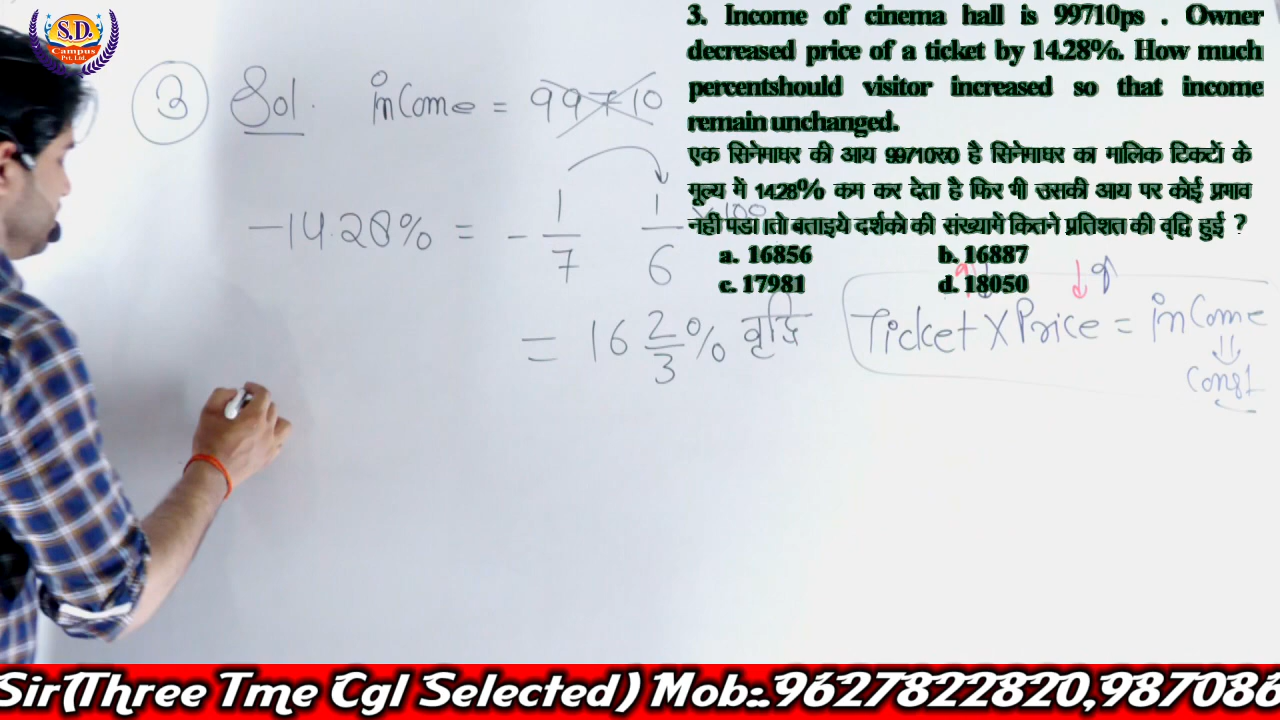 S.D.
Campus
Pvt. Ltd.
3. Income of cinema hall is 99710ps . Owner
decreased price of a ticket by 14.28%. How much
percentshould visitor increased so that income
remain unchanged.
एक सिनेमाघर की आय 99710रु0 है सिनेमाघर का मालिक टिकटों के
मूल्य में 14.28% कम कर देता है फिर भी उसकी आय पर कोई प्रभाव
नही पडा ।तो बताइये दर्शको की संख्यामें कितने प्रतिशत की वृद्वि हुई ?
a. 16856 b. 16887
c. 17981 d. 18050
3 Sol. inCome = 99710
-14.28% = - 1/7 1/6 × 100
= 16 2/3 % वृद्धि
Ticket X Price = inCome
Const
Sir(Three Tme Cgl Selected) Mob:.9627822820,987086